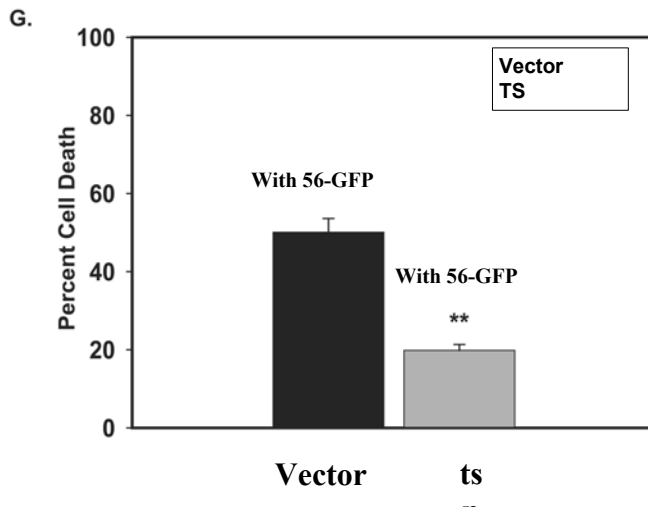 G.
100
Vector
TS
80
Percent Cell Death
60
With 56-GFP
40
With 56-GFP
**
20
0
Vector
ts